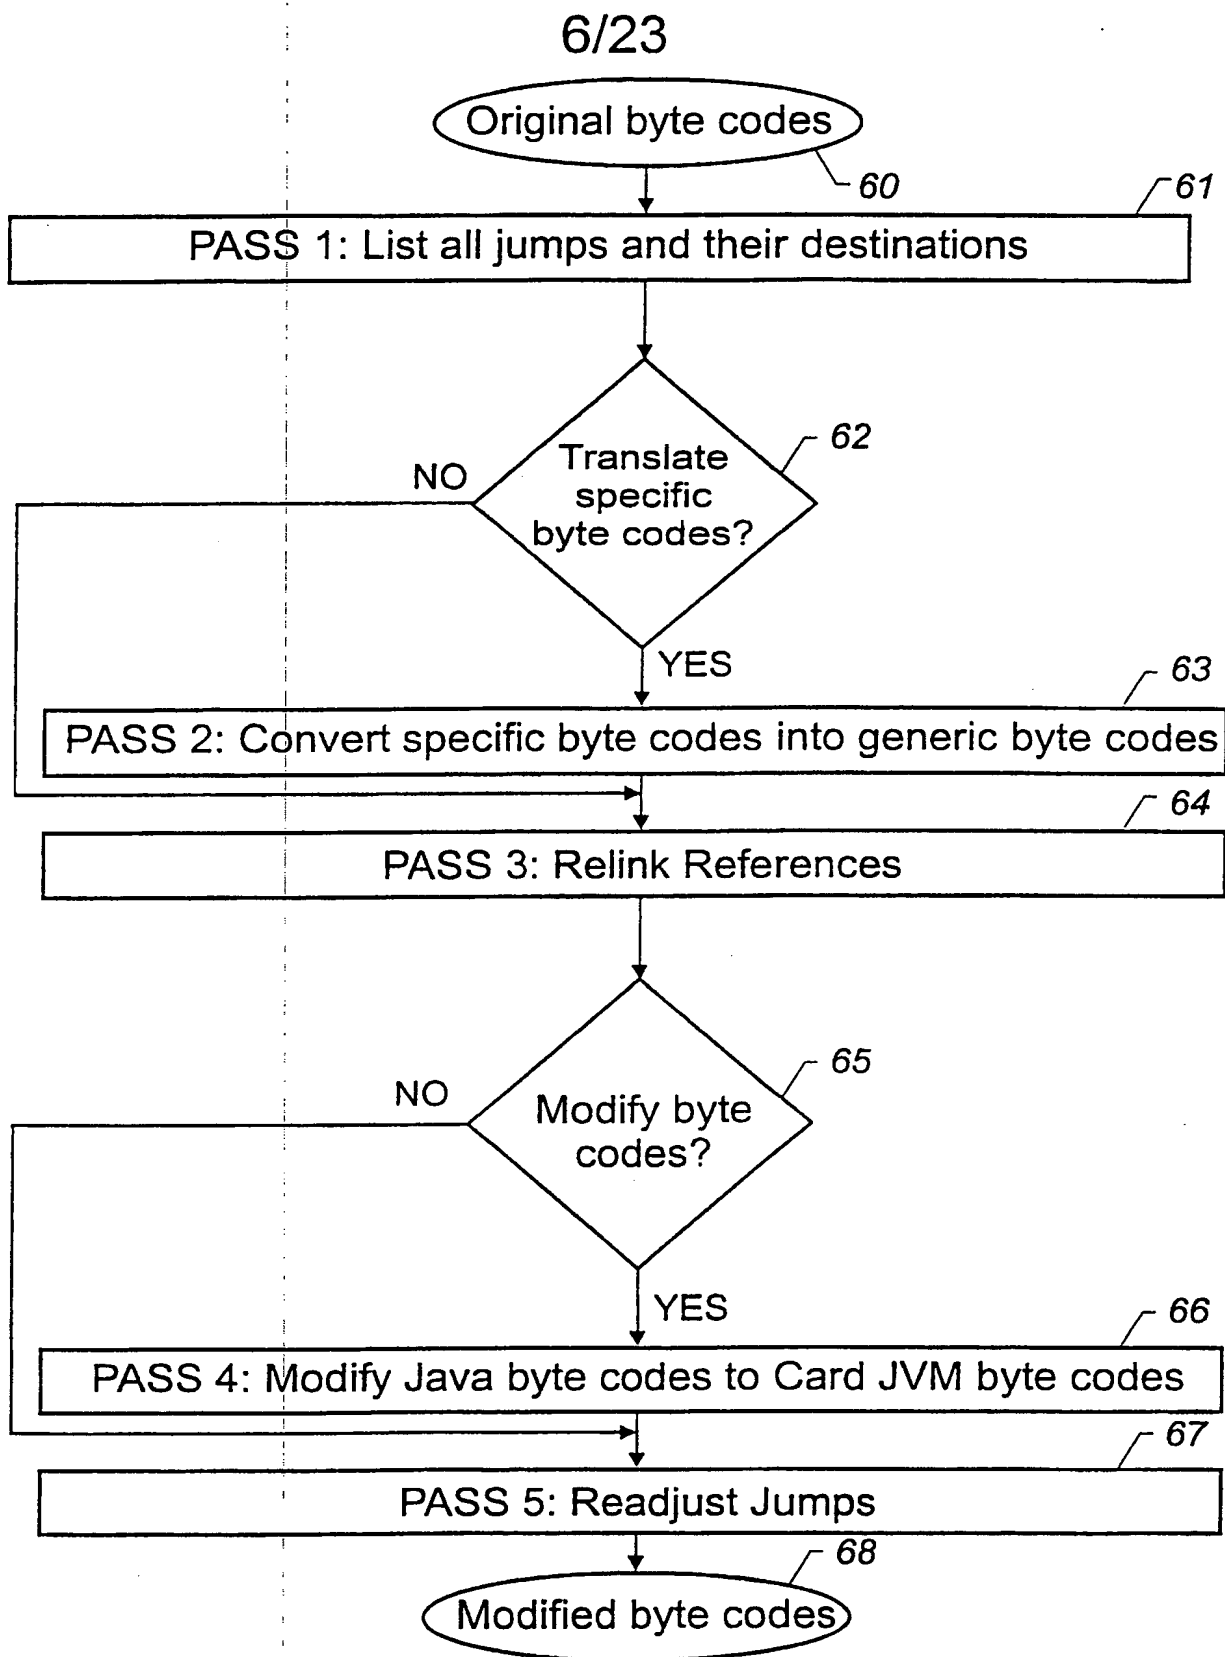 6/23
Original byte codes
60
61
PASS 1: List all jumps and their destinations
62
Translate
specific
byte codes?
NO
YES
63
PASS 2: Convert specific byte codes into generic byte codes
64
PASS 3: Relink References
65
NO
Modify byte
codes?
YES
66
PASS 4: Modify Java byte codes to Card JVM byte codes
67
PASS 5: Readjust Jumps
68
Modified byte codes